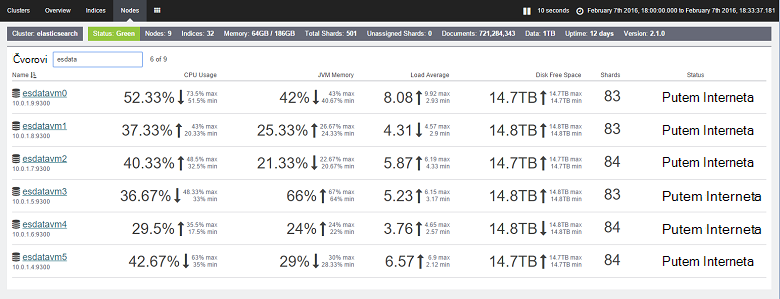 Clusters Overview Indices Nodes 10 seconds February 7th 2016, 18:00:00.000 to February 7th 2016, 18:33:37.181
Cluster: elasticsearch Status: Green Nodes: 9 Indices: 32 Memory: 64GB / 186GB Total Shards: 501 Unassigned Shards: 0 Documents: 721,284,343 Data: 1TB Uptime: 12 days Version: 2.1.0
Čvorovi esdata 6 of 9
Name CPU Usage JVM Memory Load Average Disk Free Space Shards Status
esdatavm0 52.33% 73.5% max 42% 43% max 8.08 9.92 max 14.7TB 14.7TB max 83 Putem Interneta
10.0.1.9:9300 51.5% min 40.67% min 2.93 min 14.7TB min
esdatavm1 37.33% 43% max 25.33% 26.67% max 4.31 4.57 max 14.8TB 14.8TB max 83 Putem Interneta
10.0.1.8:9300 20.33% min 24.33% min 2.9 min 14.8TB min
esdatavm2 40.33% 48.5% max 21.33% 22.67% max 5.87 6.19 max 14.7TB 14.7TB max 84 Putem Interneta
10.0.1.7:9300 32.5% min 20.67% min 4.33 min 14.7TB min
esdatavm3 36.67% 48.33% max 66% 67% max 5.23 6.15 max 14.8TB 14.8TB max 83 Putem Interneta
10.0.1.5:9300 33% min 64% min 3.17 min 14.8TB min
esdatavm4 29.5% 35.5% max 24% 24% max 3.76 4.65 max 14.8TB 14.8TB max 84 Putem Interneta
10.0.1.6:9300 17.5% min 22% min 2.57 min 14.8TB min
esdatavm5 42.67% 63% max 29% 30% max 6.57 6.9 max 14.7TB 14.7TB max 84 Putem Interneta
10.0.1.4:9300 35% min 28.33% min 2.12 min 14.7TB min